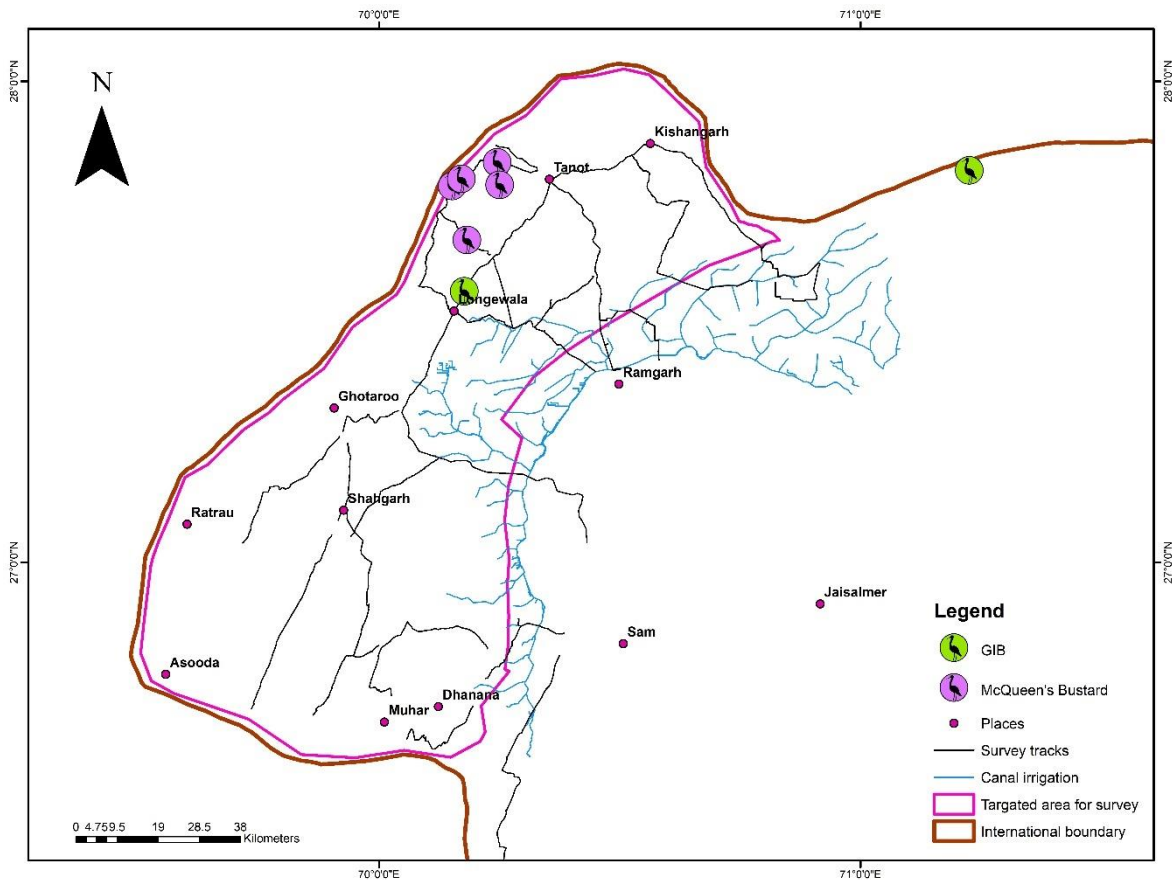 70°0'0"E
71°0'0"E
28°0'0"N
28°0'0"N
N
Kishangarh
Tanot
Longewala
Ramgarh
Ghotaroo
Shahgarh
Ratrau
27°0'0"N
27°0'0"N
Jaisalmer
Sam
Asooda
Dhanana
Muhar
Legend
GIB
McQueen's Bustard
Places
Survey tracks
Canal irrigation
Targated area for survey
International boundary
0 4.759.5 19 28.5 38
Kilometers
70°0'0"E
71°0'0"E